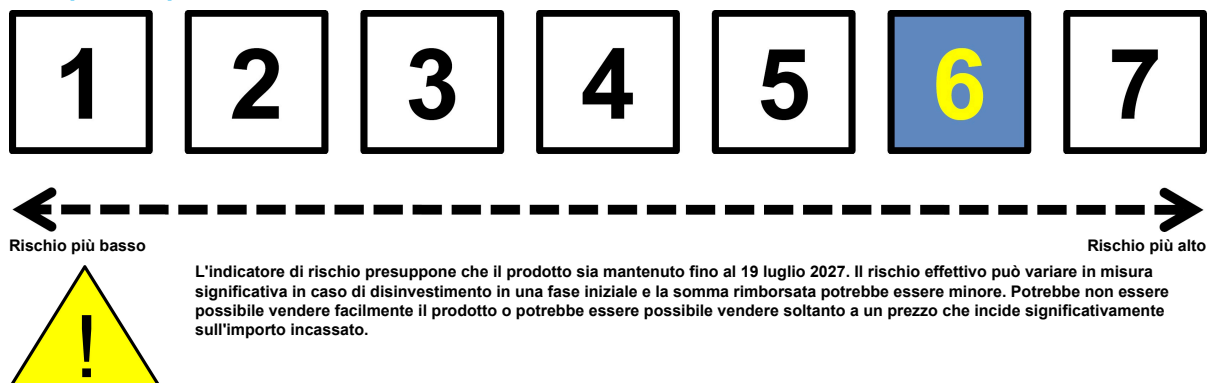 1 2 3 4 5 6 7
Rischio più basso Rischio più alto
L'indicatore di rischio presuppone che il prodotto sia mantenuto fino al 19 luglio 2027. Il rischio effettivo può variare in misura
significativa in caso di disinvestimento in una fase iniziale e la somma rimborsata potrebbe essere minore. Potrebbe non essere
possibile vendere facilmente il prodotto o potrebbe essere possibile vendere soltanto a un prezzo che incide significativamente
sull'importo incassato.
!